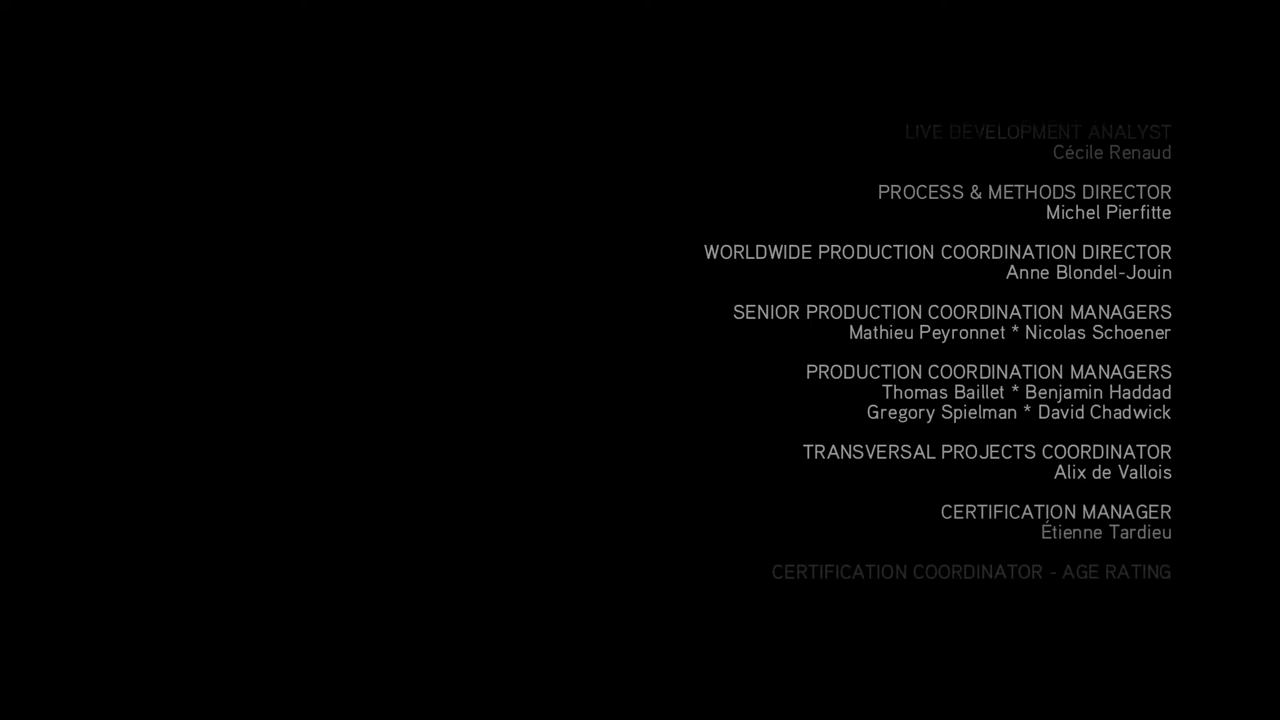 LIVE DEVELOPMENT ANALYST
Cécile Renaud
PROCESS & METHODS DIRECTOR
Michel Pierfitte
WORLDWIDE PRODUCTION COORDINATION DIRECTOR
Anne Blondel-Jouin
SENIOR PRODUCTION COORDINATION MANAGERS
Mathieu Peyronnet * Nicolas Schoener
PRODUCTION COORDINATION MANAGERS
Thomas Baillet * Benjamin Haddad
Gregory Spielman * David Chadwick
TRANSVERSAL PROJECTS COORDINATOR
Alix de Vallois
CERTIFICATION MANAGER
Étienne Tardieu
CERTIFICATION COORDINATOR - AGE RATING